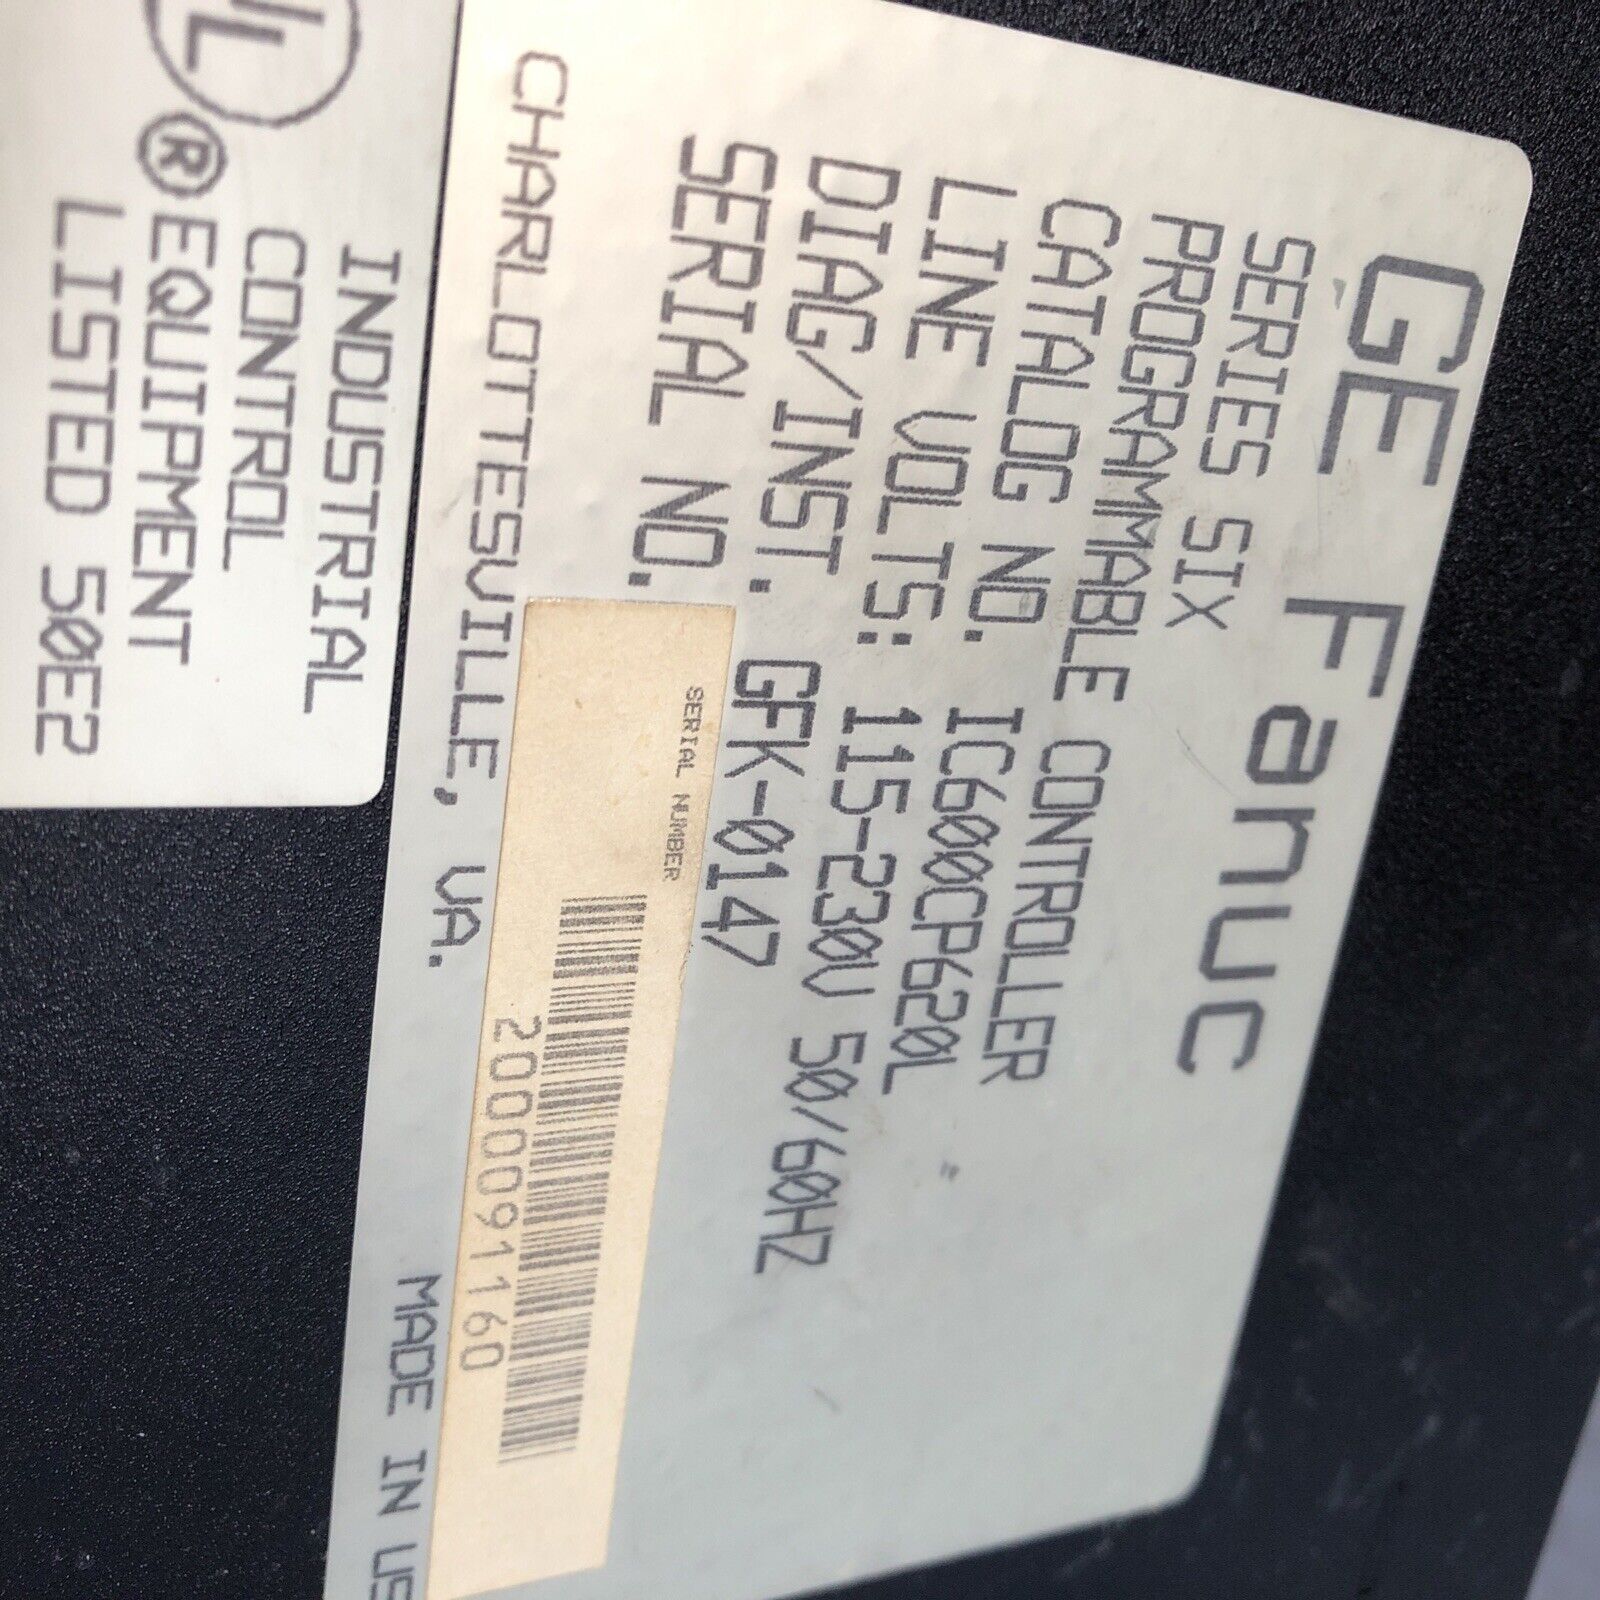 GE Fanuc
SERIES SIX
PROGRAMMABLE CONTROLLER
CATALOG NO. IC600CP620L
LINE VOLTS: 115-230V 50/60HZ
DIAG/INST. GFK-0147
SERIAL NO.
SERIAL NUMBER
2000091160
CHARLOTTESVILLE, VA.
MADE IN US
UL
®
INDUSTRIAL
CONTROL
EQUIPMENT
LISTED 50E2